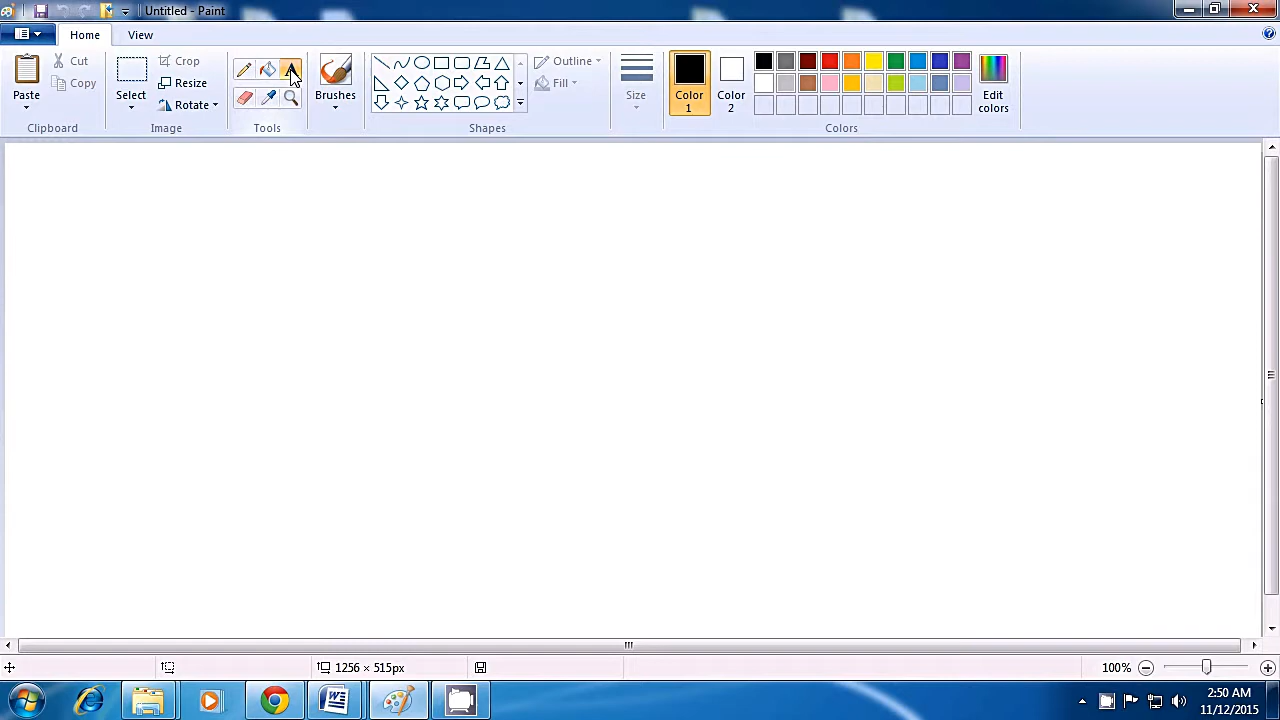 Untitled - Paint
Home View
Paste
Cut
Copy
Clipboard
Select
Crop
Resize
Rotate
Image
A
Tools
Brushes
Shapes
Outline
Fill
Size
Color 1
Color 2
Edit colors
Colors
1256 × 515px
100%
2:50 AM
11/12/2015